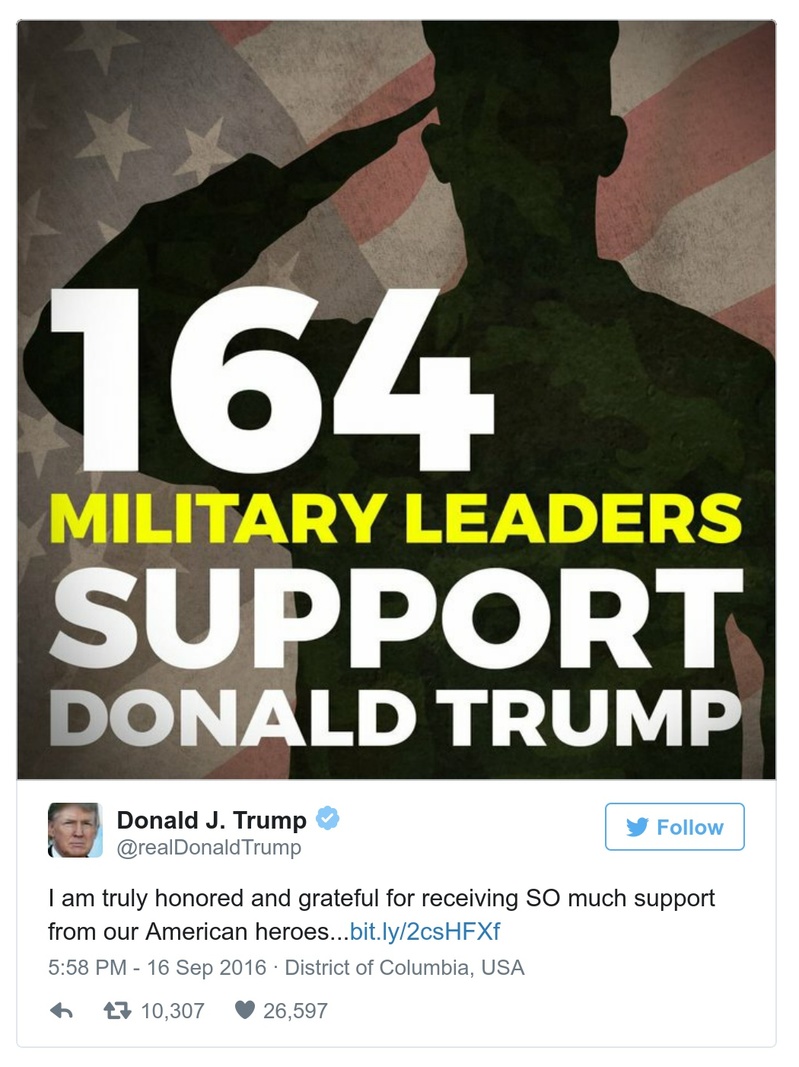 164
MILITARY LEADERS
SUPPORT
DONALD TRUMP
Donald J. Trump
@realDonaldTrump
Follow
I am truly honored and grateful for receiving SO much support
from our American heroes...bit.ly/2csHFXf
5:58 PM - 16 Sep 2016 · District of Columbia, USA
10,307 26,597